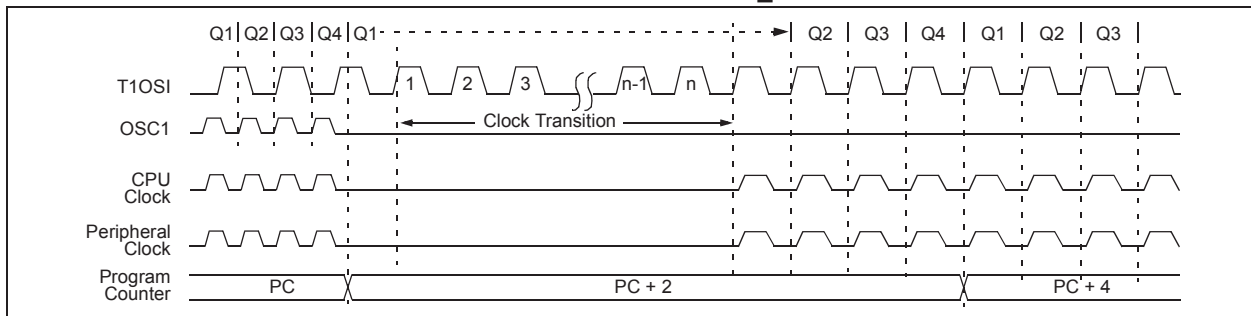 Q1 Q2 Q3 Q4 Q1 Q2 Q3 Q4 Q1 Q2 Q3
T1OSI 1 2 3 n-1 n
OSC1 Clock Transition
CPU
Clock
Peripheral
Clock
Program
Counter PC PC + 2 PC + 4